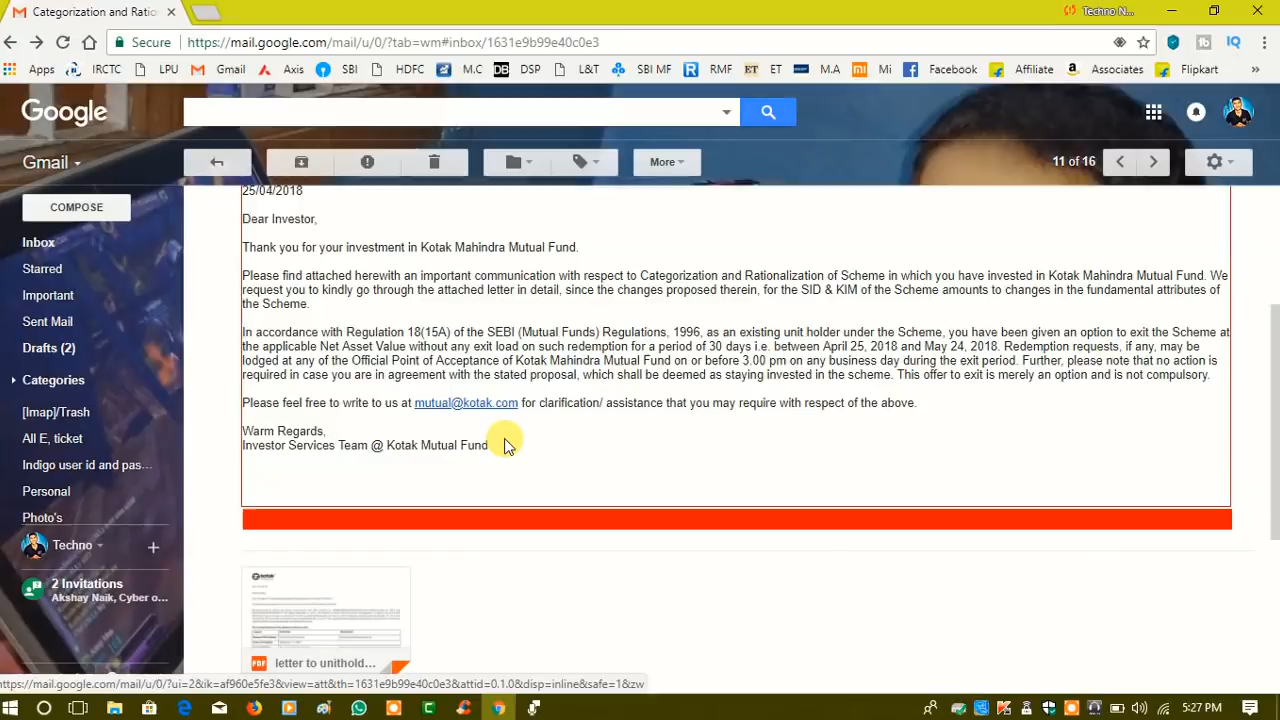 Categorization and Ratio
Techno N...
Secure
https://mail.google.com/mail/u/0/?tab=wm#inbox/1631e9b99e40c0e3
IQ
Apps IRCTC LPU Gmail Axis SBI HDFC M.C DSP L&T SBI MF RMF ET M.A Mi Facebook Affiliate Associates Flipkart »
Google
Gmail
More
11 of 16
COMPOSE
25/04/2018
Dear Investor,
Inbox
Thank you for your investment in Kotak Mahindra Mutual Fund.
Starred
Please find attached herewith an important communication with respect to Categorization and Rationalization of Scheme in which you have invested in Kotak Mahindra Mutual Fund. We
request you to kindly go through the attached letter in detail, since the changes proposed therein, for the SID & KIM of the Scheme amounts to changes in the fundamental attributes of
the Scheme.
Important
Sent Mail
In accordance with Regulation 18(15A) of the SEBI (Mutual Funds) Regulations, 1996, as an existing unit holder under the Scheme, you have been given an option to exit the Scheme at
the applicable Net Asset Value without any exit load on such redemption for a period of 30 days i.e. between April 25, 2018 and May 24, 2018. Redemption requests, if any, may be
lodged at any of the Official Point of Acceptance of Kotak Mahindra Mutual Fund on or before 3.00 pm on any business day during the exit period. Further, please note that no action is
required in case you are in agreement with the stated proposal, which shall be deemed as staying invested in the scheme. This offer to exit is merely an option and is not compulsory.
Drafts (2)
Categories
Please feel free to write to us at mutual@kotak.com for clarification/ assistance that you may require with respect of the above.
[Imap]/Trash
Warm Regards,
Investor Services Team @ Kotak Mutual Fund
All E, ticket
Indigo user id and pas...
Personal
Photo's
Techno
2 Invitations
Akshay Naik, Cyber o...
kotak
PDF letter to unithold...
https://mail.google.com/mail/u/0/?ui=2&ik=af960e5fe3&view=att&th=1631e9b99e40c0e3&attid=0.1.0&disp=inline&safe=1&zw
5:27 PM